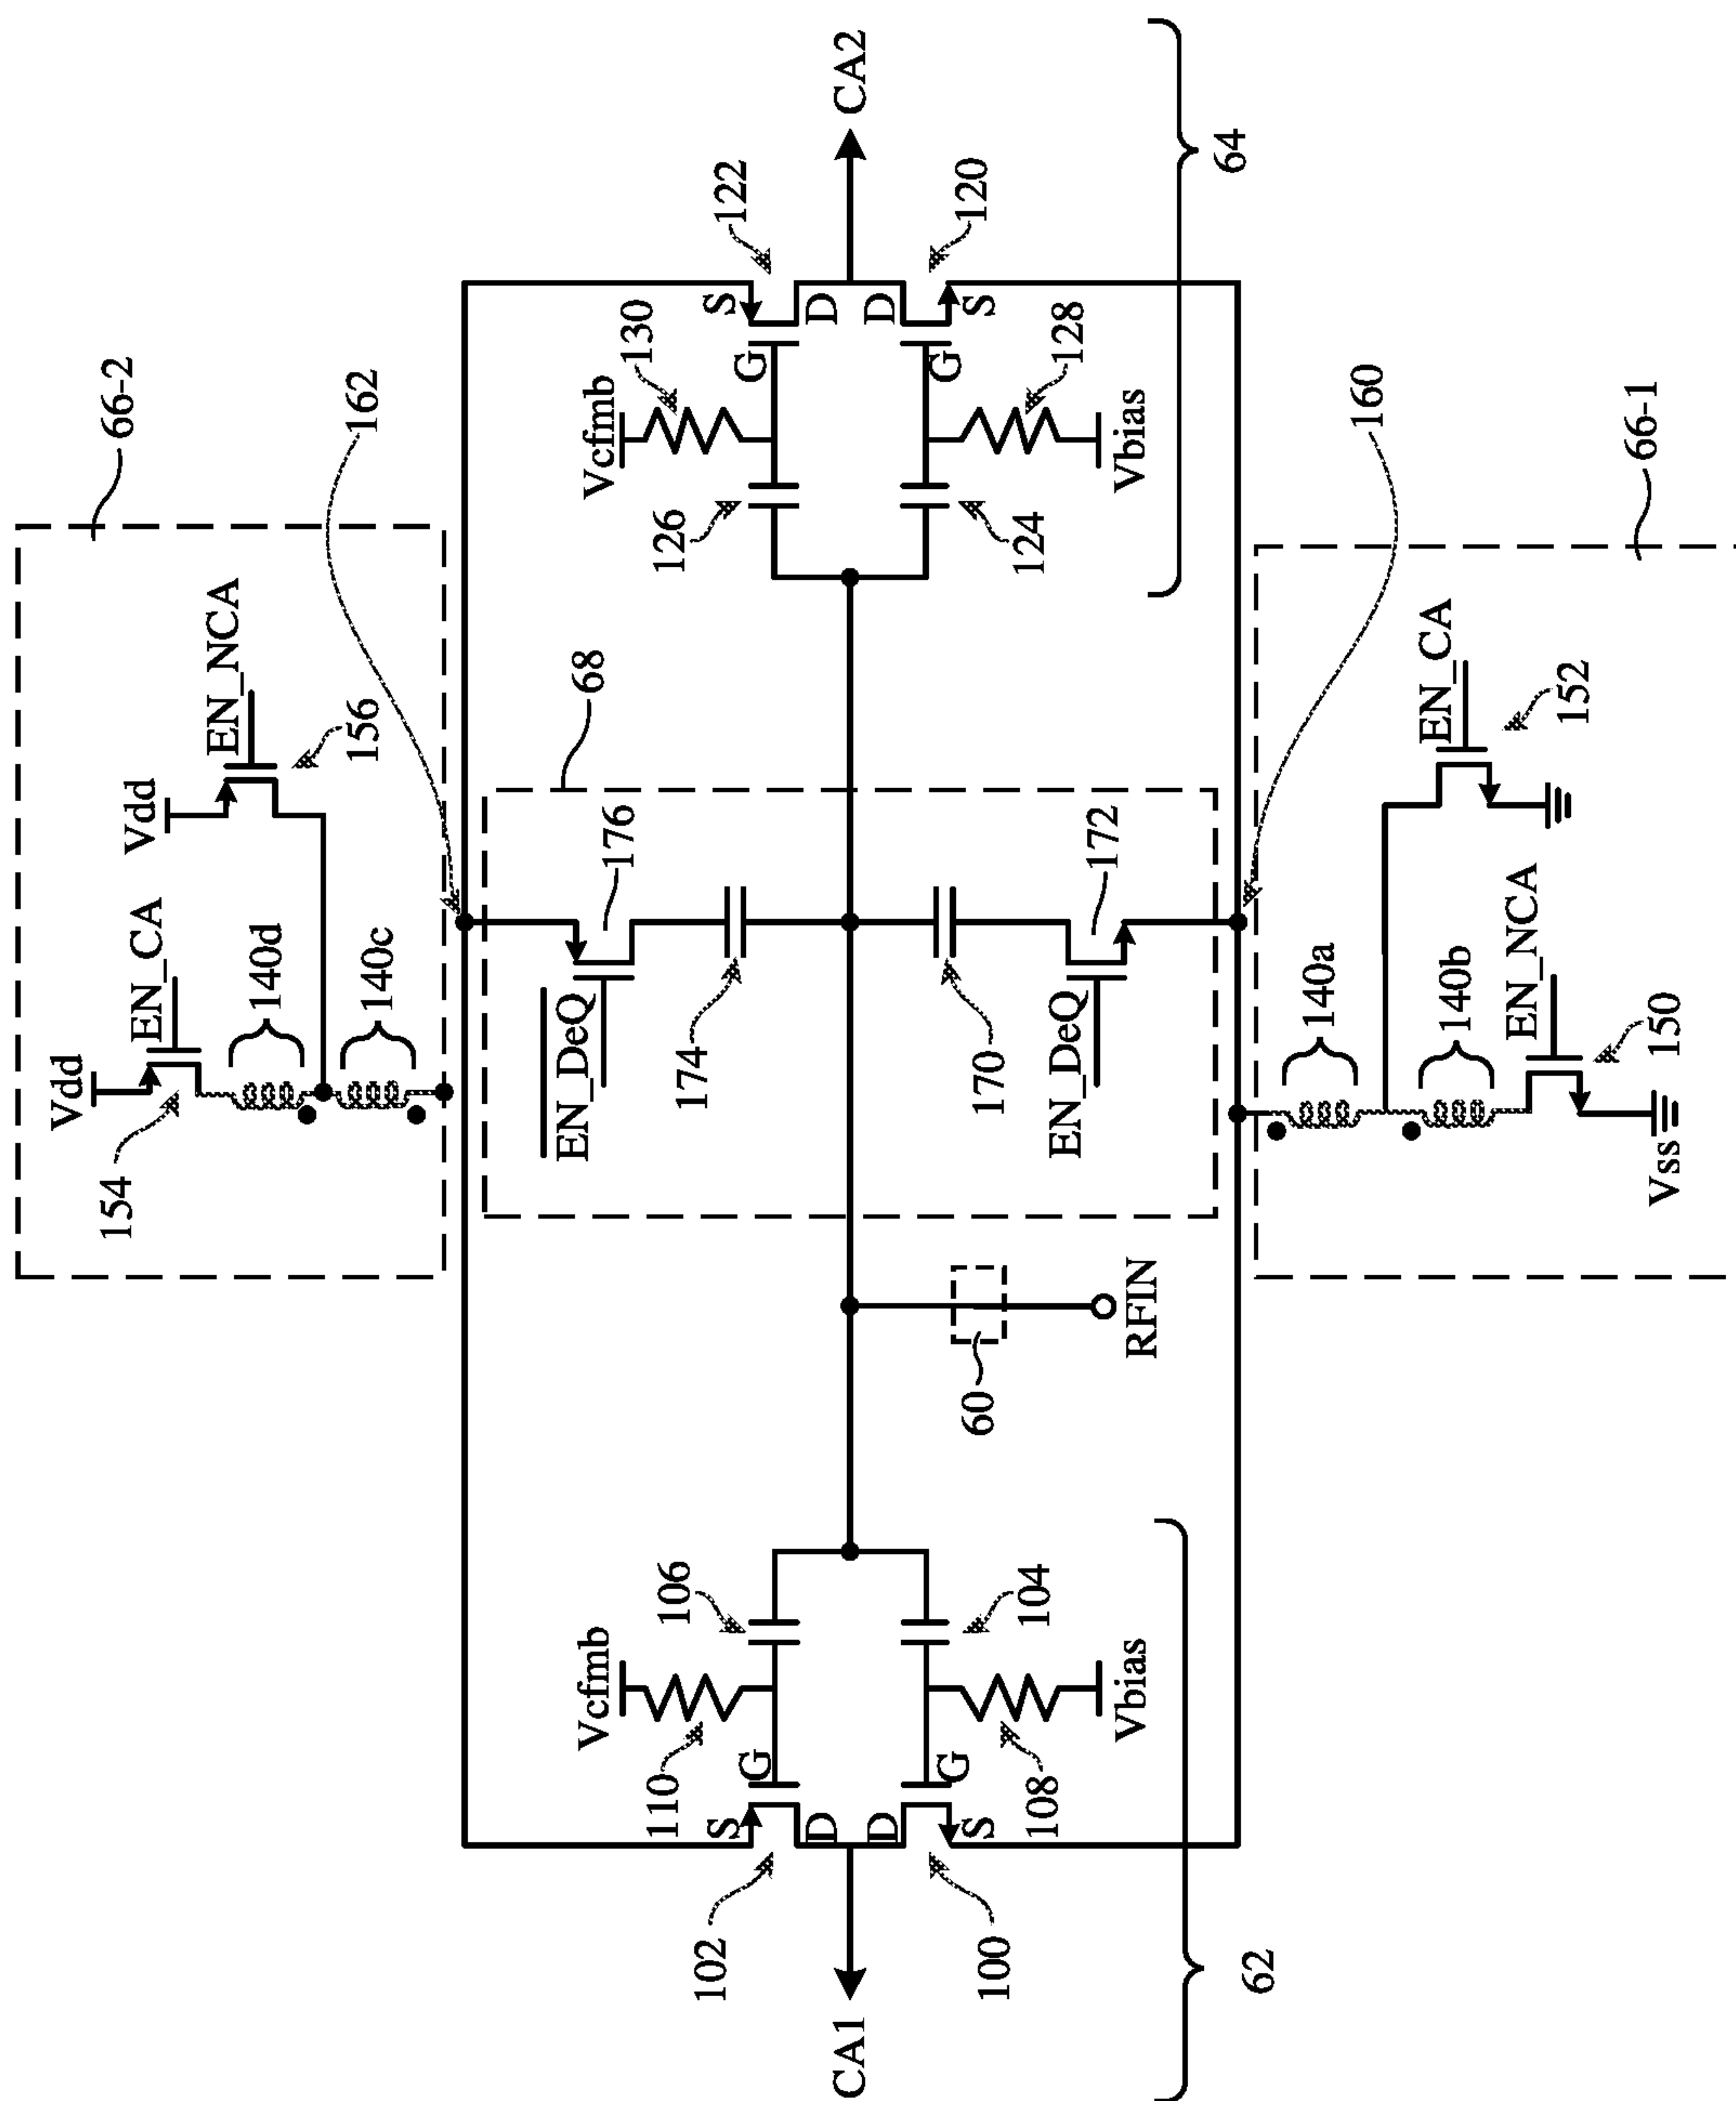 66-2
Vdd
EN_CA
154
140d
140c
Vdd
EN_NCA
156
162
68
EN_DeQ
176
174
170
EN_DeQ
172
Vcfmb
110
106
S
G
D
102
CA1
D
G
S
100
104
108
Vbias
62
60
RFIN
Vcfmb
130
126
S
G
D
122
CA2
D
G
S
120
124
128
Vbias
64
160
66-1
140a
140b
EN_NCA
150
Vss
EN_CA
152